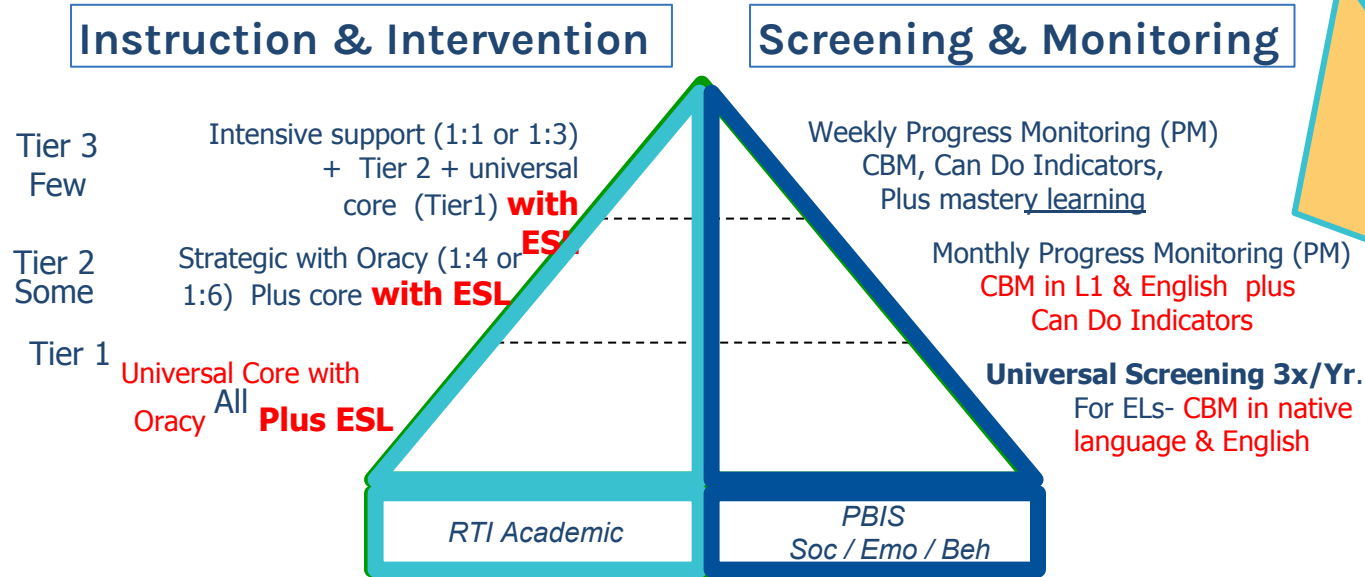 Instruction & Intervention
Screening & Monitoring
Tier 3
Few
Intensive support (1:1 or 1:3)
+ Tier 2 + universal
core (Tier1) with
ESL
Weekly Progress Monitoring (PM)
CBM, Can Do Indicators,
Plus mastery learning
Tier 2
Some
Strategic with Oracy (1:4 or
1:6) Plus core with ESL
Monthly Progress Monitoring (PM)
CBM in L1 & English plus
Can Do Indicators
Tier 1
Universal Core with
Oracy All Plus ESL
Universal Screening 3x/Yr.
For ELs- CBM in native
language & English
RTI Academic
PBIS
Soc / Emo / Beh